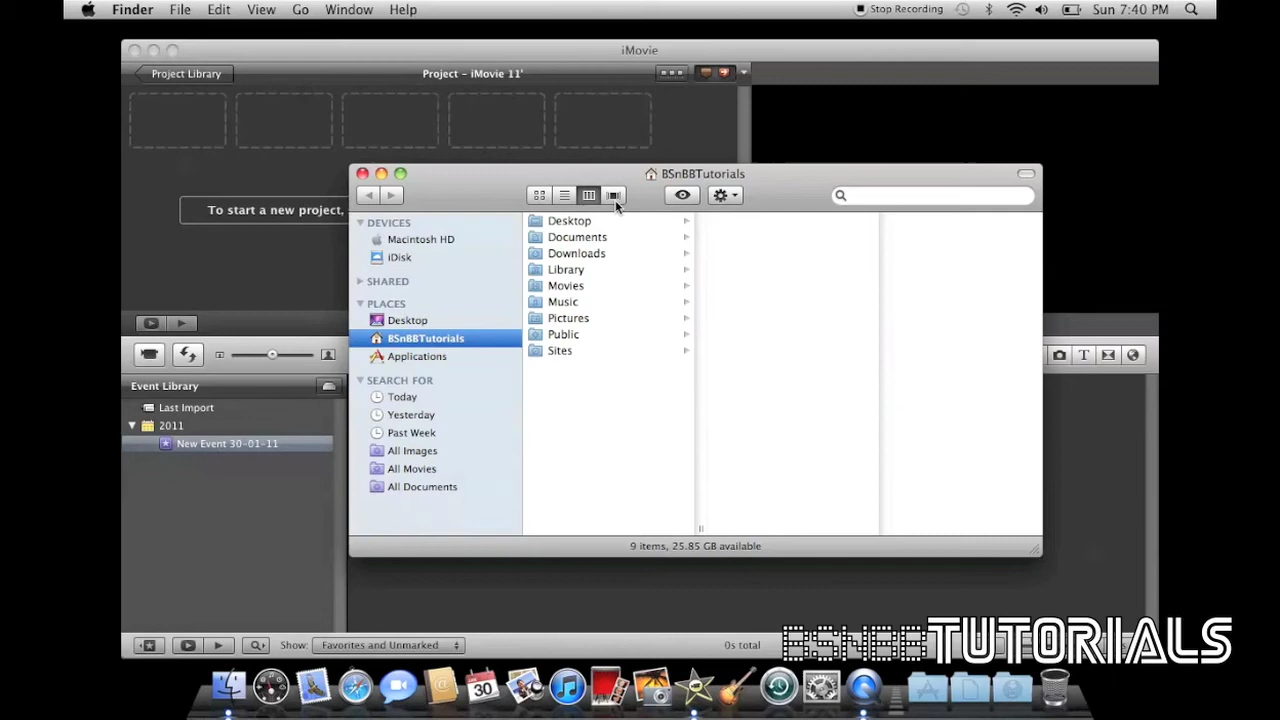 Finder File Edit View Go Window Help Stop Recording Sun 7:40 PM
iMovie
Project Library Project - iMovie 11'
BSnBBTutorials
To start a new project,
DEVICES
Macintosh HD
iDisk
SHARED
PLACES
Desktop
BSnBBTutorials
Applications
SEARCH FOR
Today
Yesterday
Past Week
All Images
All Movies
All Documents
Desktop
Documents
Downloads
Library
Movies
Music
Pictures
Public
Sites
9 items, 25.85 GB available
T
Event Library
Last Import
2011
New Event 30-01-11
Show: Favorites and Unmarked 0s total
BSNBBTUTORIALS
30